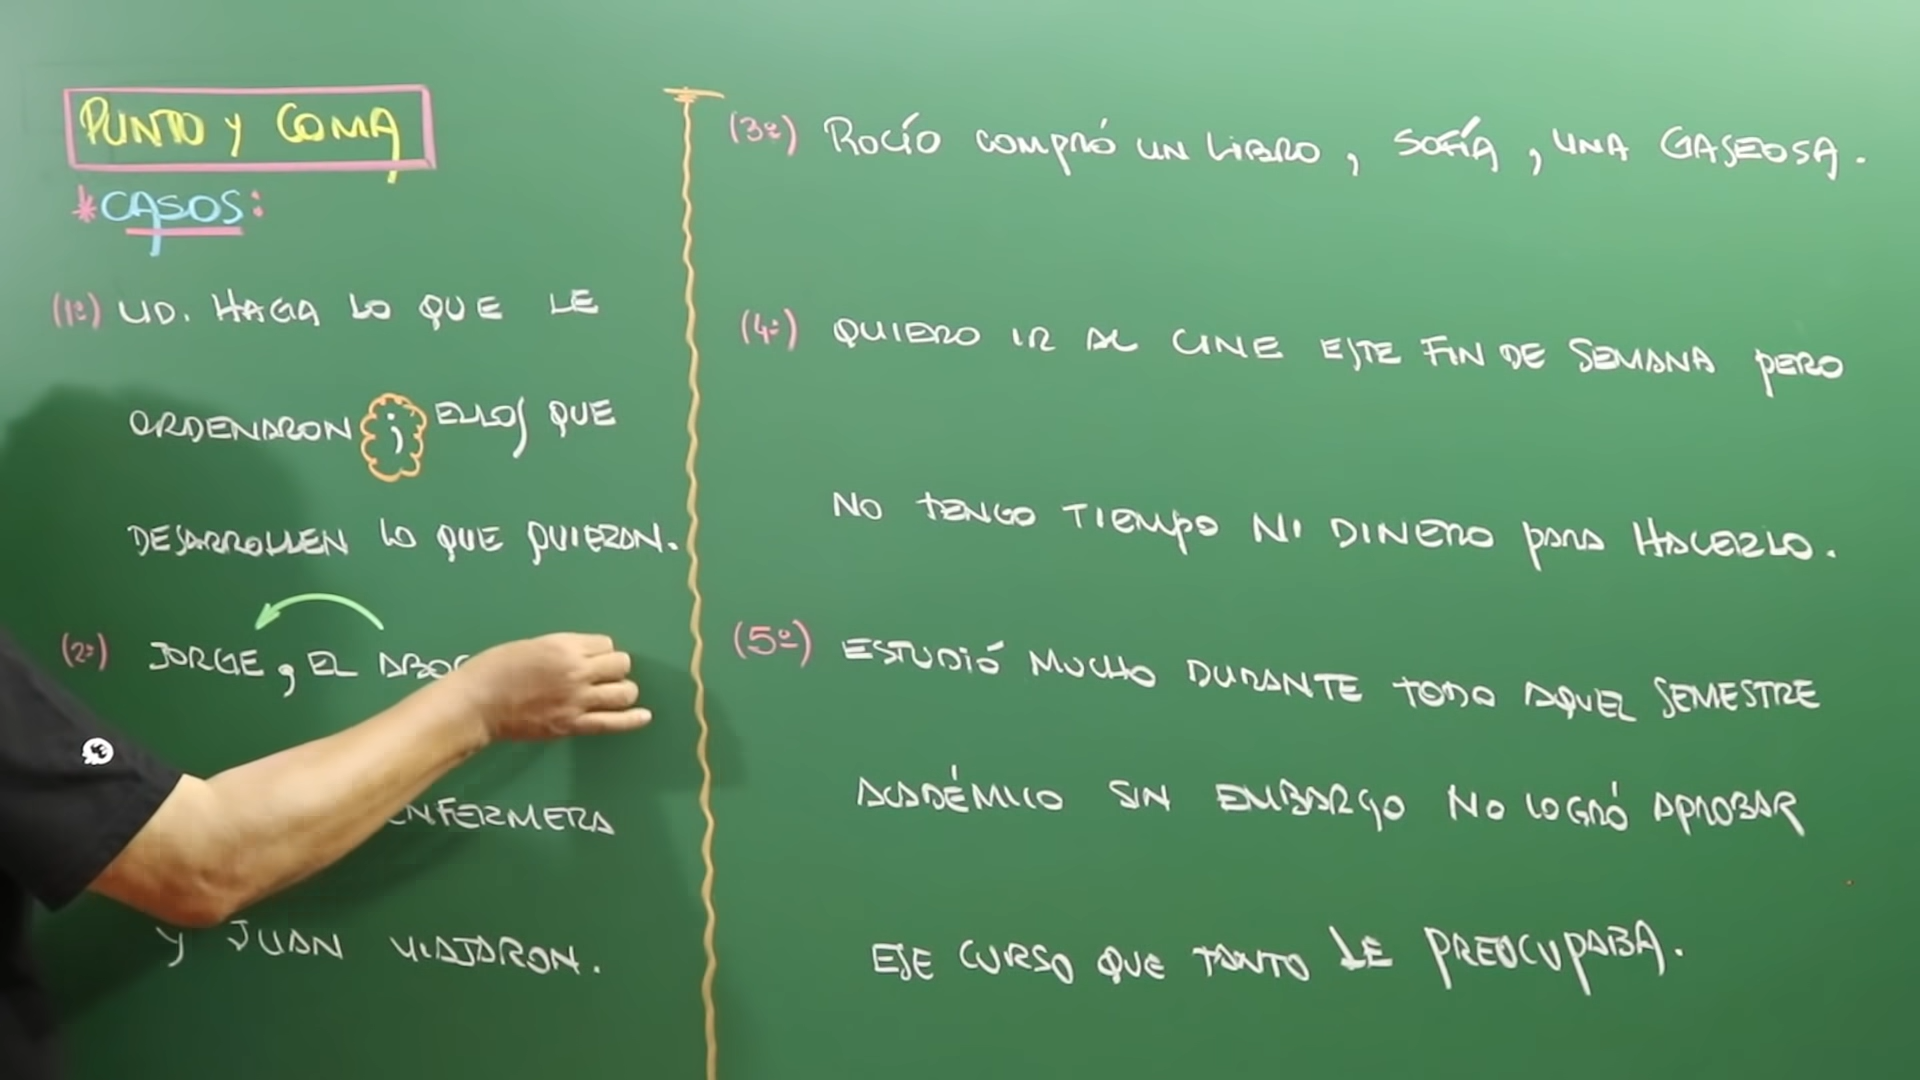 PUNTO Y COMA
*CASOS:
(1º) UD. HAGA LO QUE LE
ORDENARON ; ELLOS QUE
DESARROLLEN LO QUE QUIERAN.
(2º) JORGE, EL ABOG
ENFERMERA
Y JUAN VIAJARON.
(3º) ROCÍO COMPRÓ UN LIBRO, SOFÍA, UNA GASEOSA.
(4º) QUIERO IR AL CINE ESTE FIN DE SEMANA PERO
NO TENGO TIEMPO NI DINERO PARA HACERLO.
(5º) ESTUDIÓ MUCHO DURANTE TODO AQUEL SEMESTRE
ACADÉMICO SIN EMBARGO NO LOGRÓ APROBAR
ESE CURSO QUE TANTO LE PREOCUPABA.